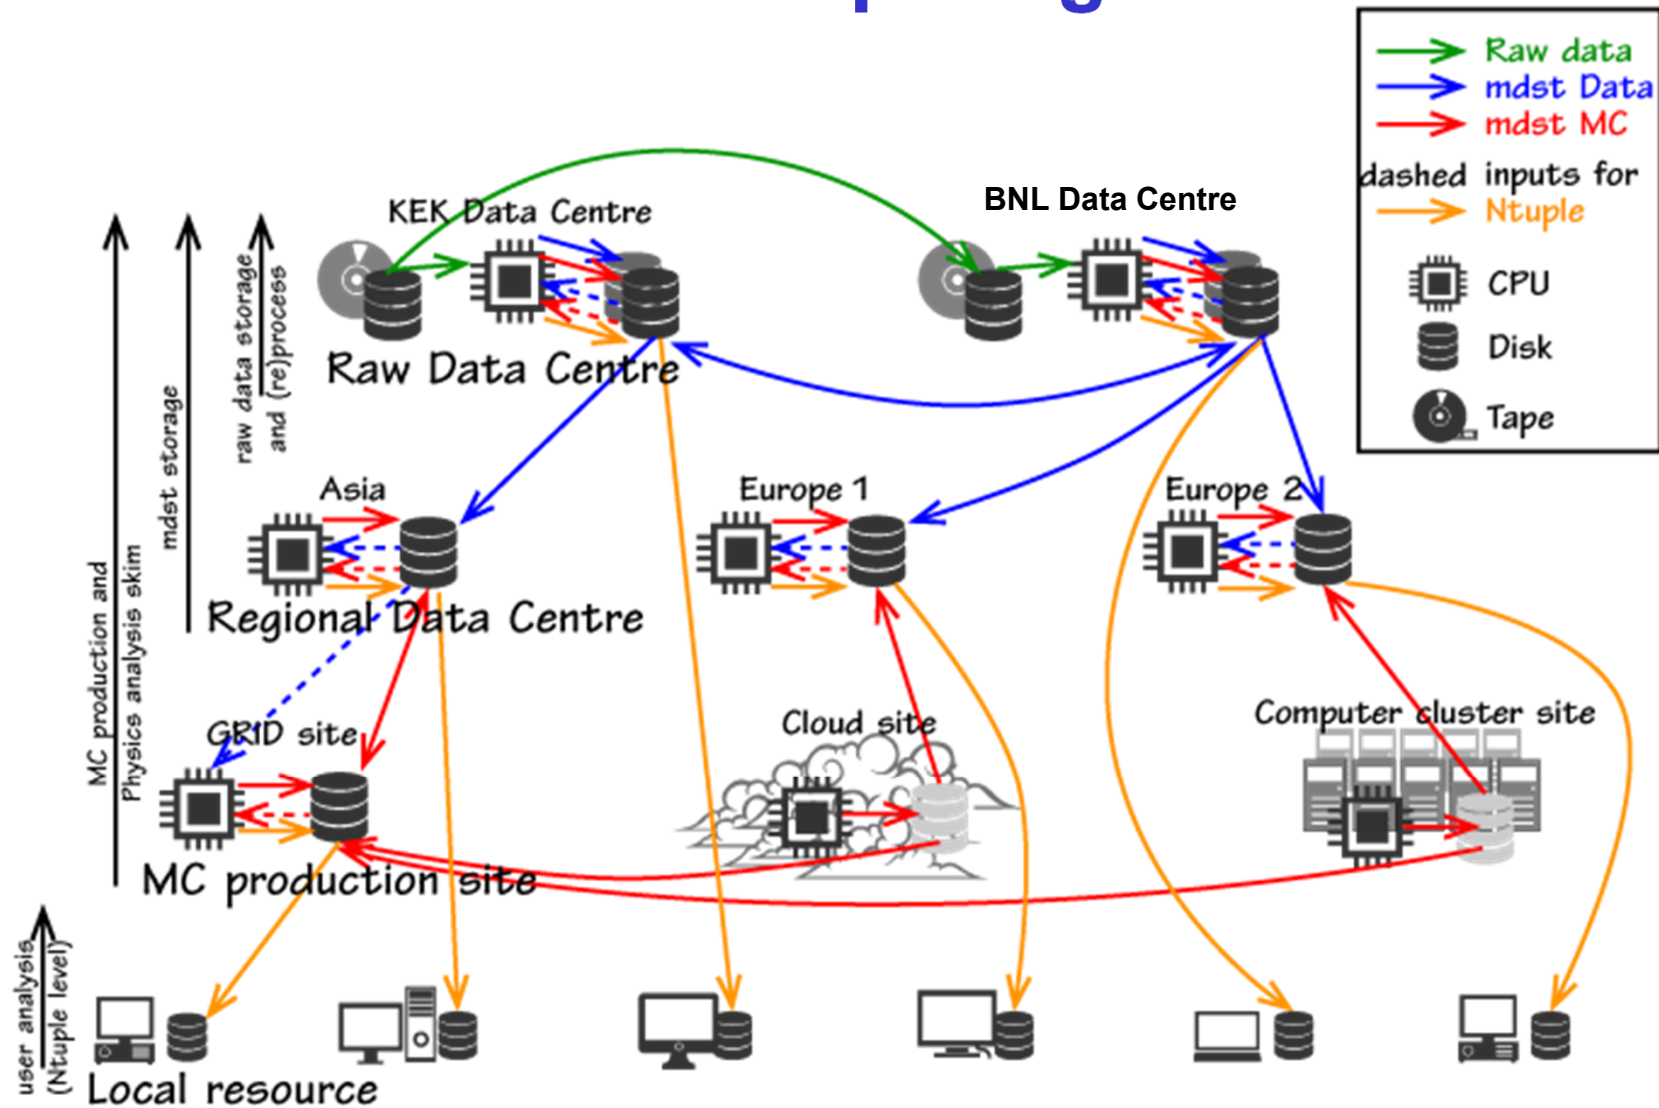 Raw data
mdst Data
mdst MC
dashed inputs for
Ntuple
CPU
Disk
Tape
KEK Data Centre
BNL Data Centre
Raw Data Centre
raw data storage
and (re)process
mdst storage
MC production and
Physics analysis skim
Asia
Europe 1
Europe 2
Regional Data Centre
GRID site
Cloud site
Computer cluster site
MC production site
user analysis
(Ntuple level)
Local resource